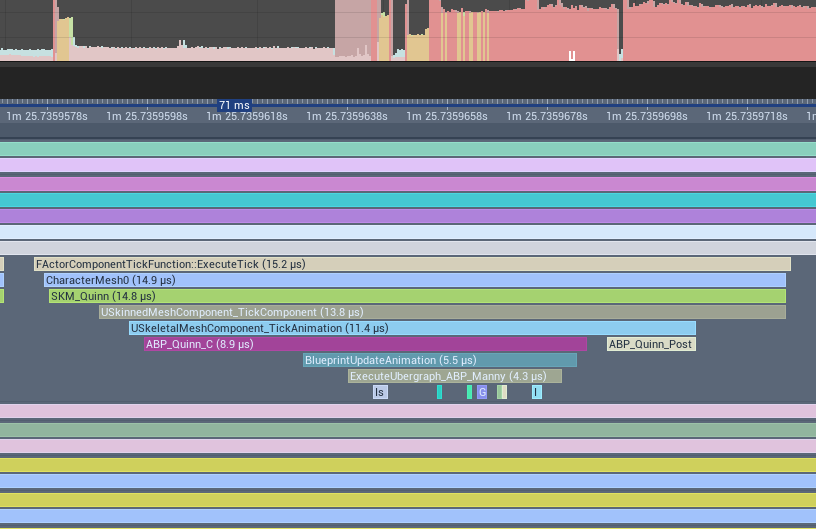 71 ms
1m 25.7359578s 1m 25.7359598s 1m 25.7359618s 1m 25.7359638s 1m 25.7359658s 1m 25.7359678s 1m 25.7359698s 1m 25.7359718s 1r
FActorComponentTickFunction::ExecuteTick (15.2 µs)
CharacterMesh0 (14.9 µs)
SKM_Quinn (14.8 µs)
USkinnedMeshComponent_TickComponent (13.8 µs)
USkeletalMeshComponent_TickAnimation (11.4 µs)
ABP_Quinn_C (8.9 µs) ABP_Quinn_Post
BlueprintUpdateAnimation (5.5 µs)
ExecuteUbergraph_ABP_Manny (4.3 µs)
Is G I